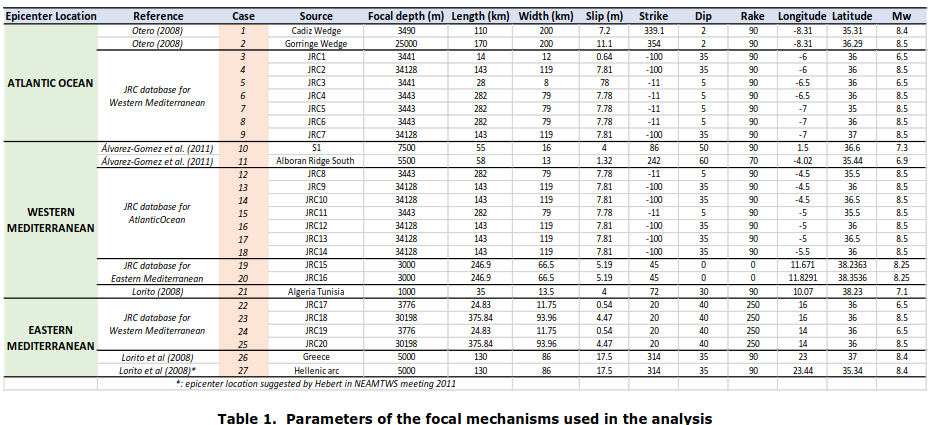 Epicenter Location Reference Case Source Focal depth (m) Length (km) Width (km) Slip (m) Strike Dip Rake Longitude Latitude Mw
ATLANTIC OCEAN
Otero (2008) 1 Cadiz Wedge 3490 110 200 7.2 339.1 2 90 -8.31 35.31 8.4
Otero (2008) 2 Gorringe Wedge 25000 170 200 11.1 354 2 90 -8.31 36.29 8.5
JRC database for
Western Mediterranean
3 JRC1 3441 14 12 0.64 -100 35 90 -6 36 6.5
4 JRC2 34128 143 119 7.81 -100 35 90 -6 36 8.5
5 JRC3 3441 28 8 78 -11 5 90 -6.5 36 6.5
6 JRC4 3443 282 79 7.78 -11 5 90 -6.5 36 8.5
7 JRC5 3443 282 79 7.78 -11 5 90 -7 35 8.5
8 JRC6 3443 282 79 7.78 -11 5 90 -7 36 8.5
9 JRC7 34128 143 119 7.81 -100 35 90 -7 37 8.5
WESTERN
MEDITERRANEAN
Álvarez-Gomez et al. (2011) 10 S1 7500 55 16 4 86 50 90 1.5 36.6 7.3
Álvarez-Gomez et al. (2011) 11 Alboran Ridge South 5500 58 13 1.32 242 60 70 -4.02 35.44 6.9
JRC database for
AtlanticOcean
12 JRC8 3443 282 79 7.78 -11 5 90 -4.5 35.5 8.5
13 JRC9 34128 143 119 7.81 -100 35 90 -4.5 36 8.5
14 JRC10 34128 143 119 7.81 -100 35 90 -4.5 36.5 8.5
15 JRC11 3443 282 79 7.78 -11 5 90 -5 35.5 8.5
16 JRC12 34128 143 119 7.81 -100 35 90 -5 36 8.5
17 JRC13 34128 143 119 7.81 -100 35 90 -5 36.5 8.5
18 JRC14 34128 143 119 7.81 -100 35 90 -5.5 36 8.5
JRC database for
Eastern Mediterranean
19 JRC15 3000 246.9 66.5 5.19 45 0 0 11.671 38.2363 8.25
20 JRC16 3000 246.9 66.5 5.19 45 0 0 11.8291 38.3536 8.25
Lorito (2008) 21 Algeria Tunisia 1000 35 13.5 4 72 30 90 10.07 38.23 7.1
EASTERN
MEDITERRANEAN
JRC database for
Western Mediterranean
22 JRC17 3776 24.83 11.75 0.54 20 40 250 16 36 6.5
23 JRC18 30198 375.84 93.96 4.47 20 40 250 16 36 8.5
24 JRC19 3776 24.83 11.75 0.54 20 40 250 14 36 6.5
25 JRC20 30198 375.84 93.96 4.47 20 40 250 14 36 8.5
Lorito et al (2008) 26 Greece 5000 130 86 17.5 314 35 90 23 37 8.4
Lorito et al (2008)* 27 Hellenic arc 5000 130 86 17.5 314 35 90 23.44 35.34 8.4
*: epicenter location suggested by Hebert in NEAMTWS meeting 2011
Table 1. Parameters of the focal mechanisms used in the analysis